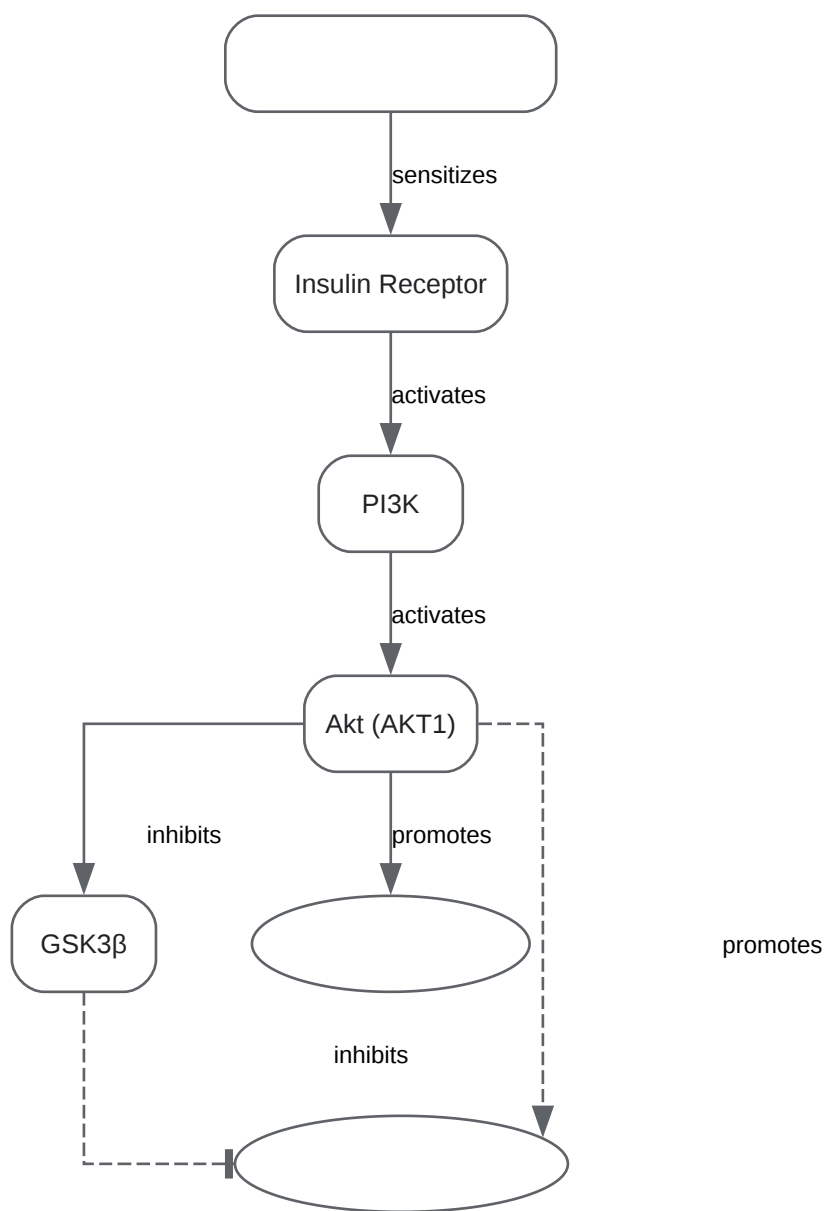 sensitizes
Insulin Receptor
activates
PI3K
activates
Akt (AKT1)
inhibits
promotes
GSK3β
promotes
inhibits